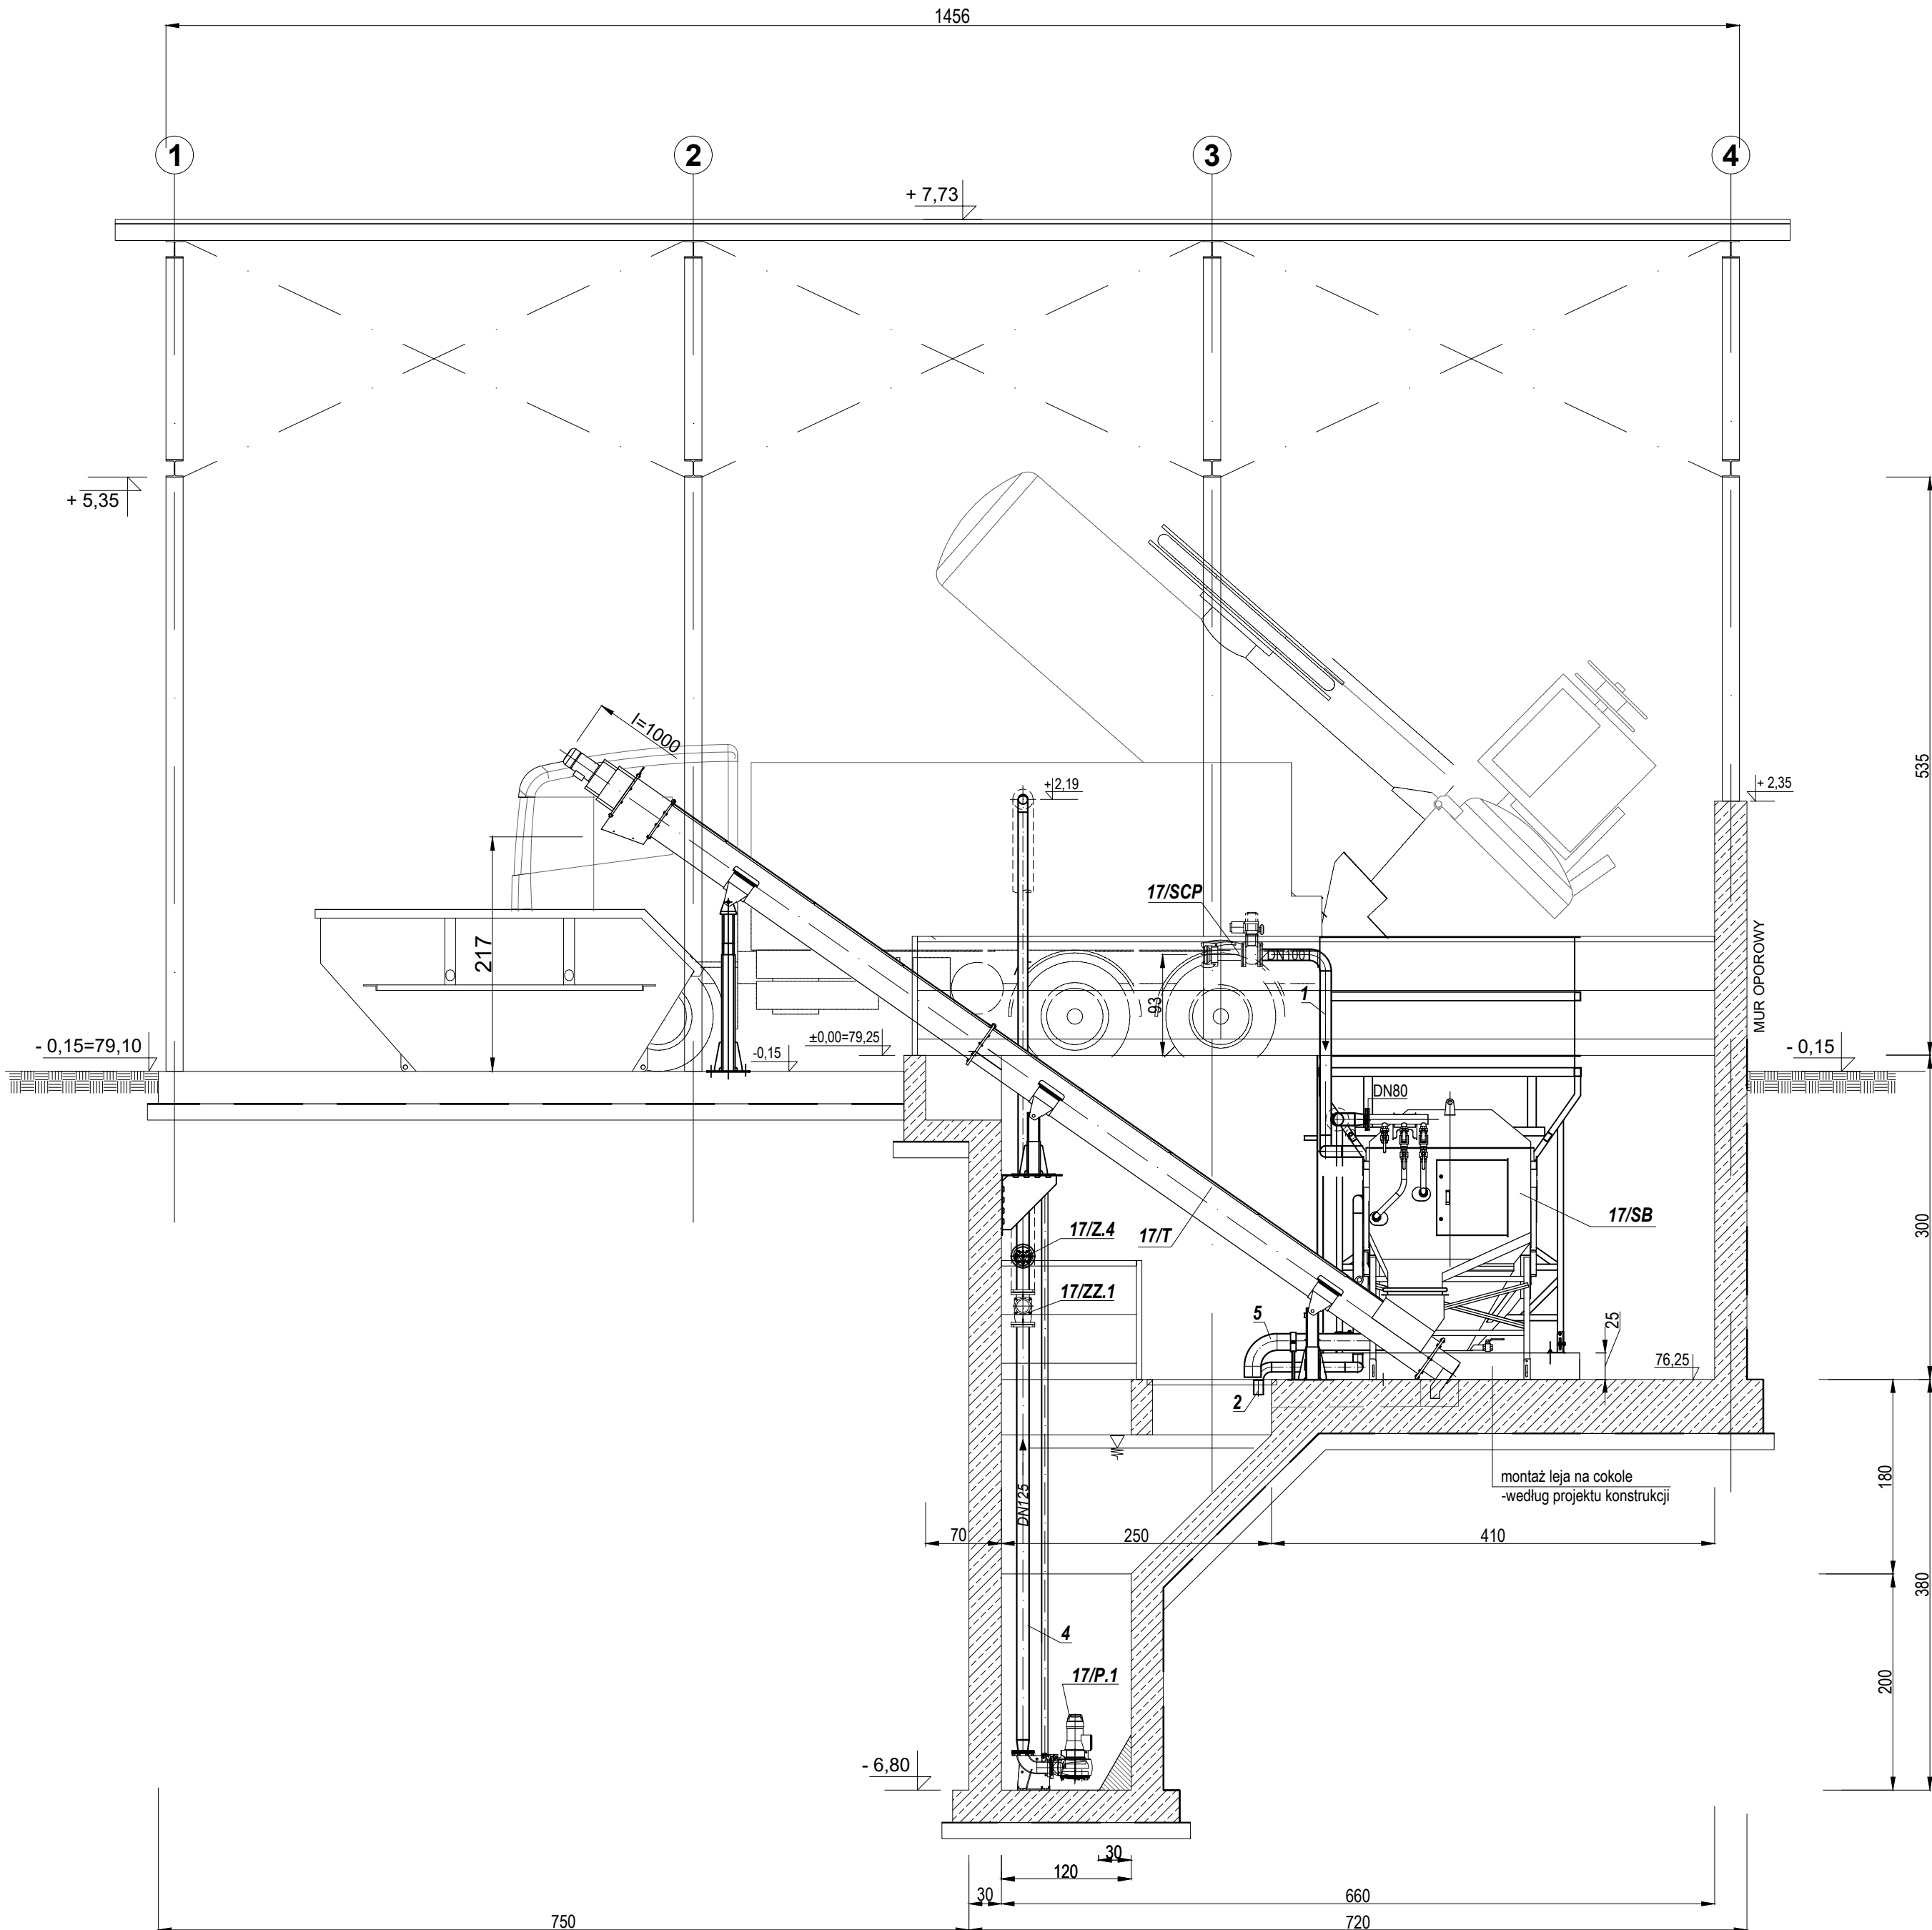 1456
1
2
3
4
+ 7,73
+ 5,35
l=1000
+ 2,19
+ 2,35
535
17/SCP
DN100
217
93
1
MUR OPOROWY
- 0,15=79,10
±0,00=79,25
-0,15
- 0,15
DN80
17/SB
17/Z.4
17/T
300
17/ZZ.1
5
25
76,25
2
montaż leja na cokole
-według projektu konstrukcji
DN125
180
70
250
410
380
4
17/P.1
200
- 6,80
30
120
30
660
750
720